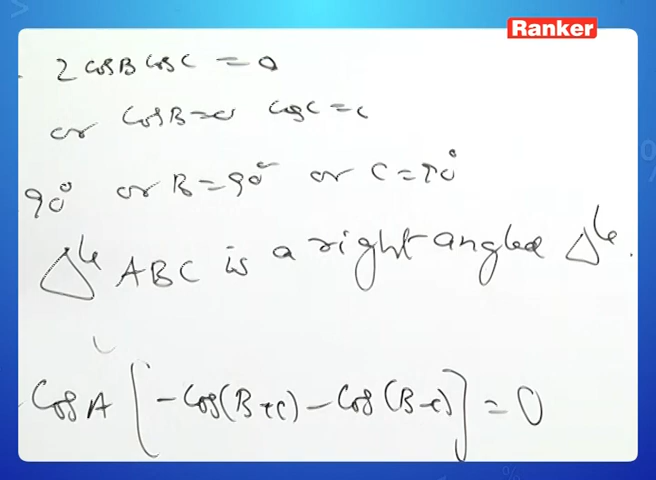 Ranker
2 cosB cosC = 0
or cosB=0 cosC=0
90° or B=90° or C=90°
Δle ABC is a right angled Δle.
CosA [-Cos(B+C) - Cos(B-C)] = 0